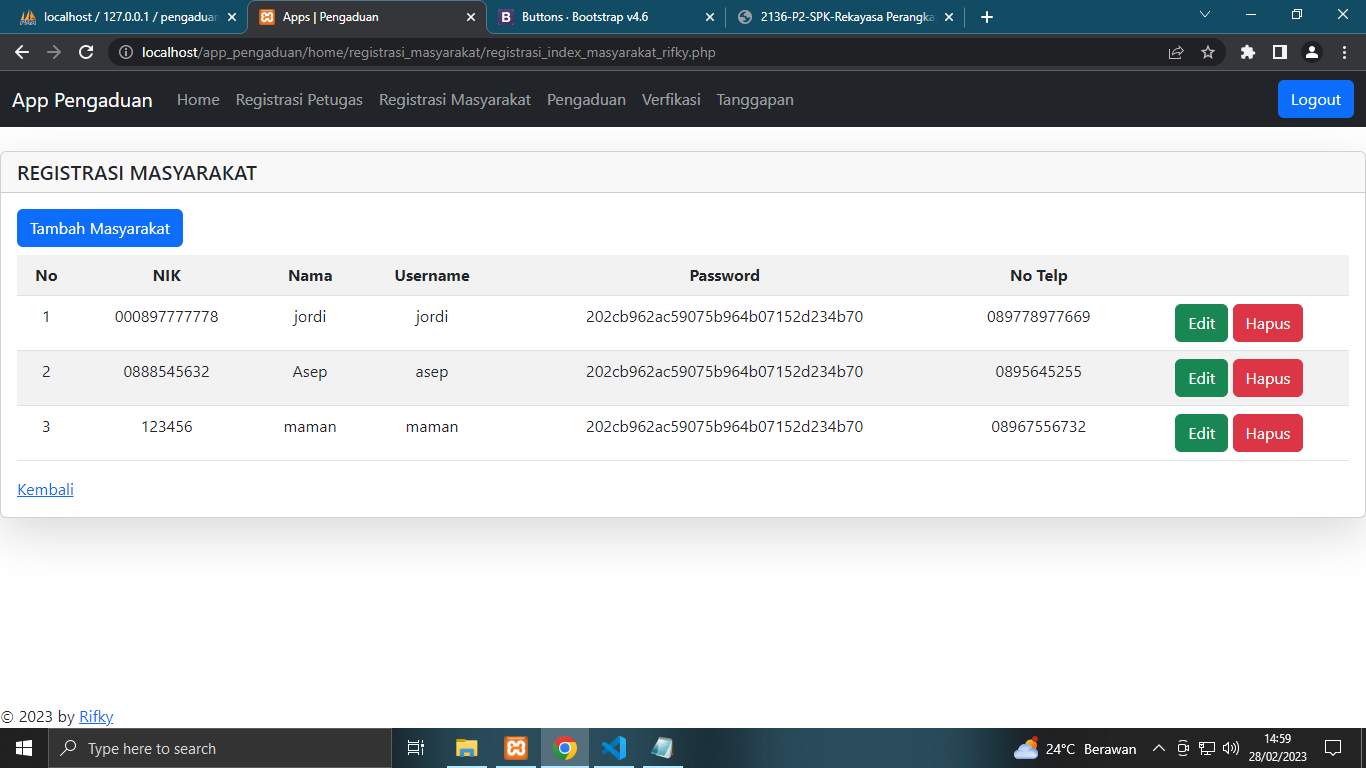 localhost / 127.0.0.1 / pengaduan
Apps | Pengaduan
Buttons · Bootstrap v4.6
2136-P2-SPK-Rekayasa Perangka
localhost/app_pengaduan/home/registrasi_masyarakat/registrasi_index_masyarakat_rifky.php
App Pengaduan Home Registrasi Petugas Registrasi Masyarakat Pengaduan Verfikasi Tanggapan Logout
REGISTRASI MASYARAKAT
Tambah Masyarakat
No NIK Nama Username Password No Telp
1 000897777778 jordi jordi 202cb962ac59075b964b07152d234b70 089778977669 Edit Hapus
2 0888545632 Asep asep 202cb962ac59075b964b07152d234b70 0895645255 Edit Hapus
3 123456 maman maman 202cb962ac59075b964b07152d234b70 08967556732 Edit Hapus
Kembali
© 2023 by Rifky
Type here to search
24°C Berawan
14:59
28/02/2023